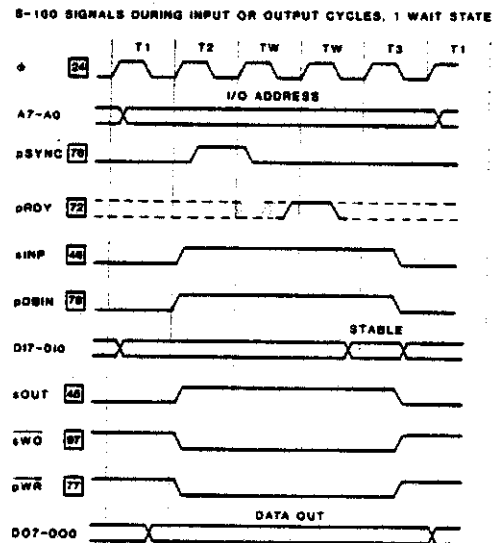 S-100 SIGNALS DURING INPUT OR OUTPUT CYCLES, 1 WAIT STATE
T1 T2 TW TW T3 T1
ϕ 24
I/O ADDRESS
A7-A0
pSYNC 76
pRDY 72
sINP 46
pDBIN 78
STABLE
DI7-DI0
sOUT 45
sWO 97
pWR 77
DATA OUT
DO7-DO0